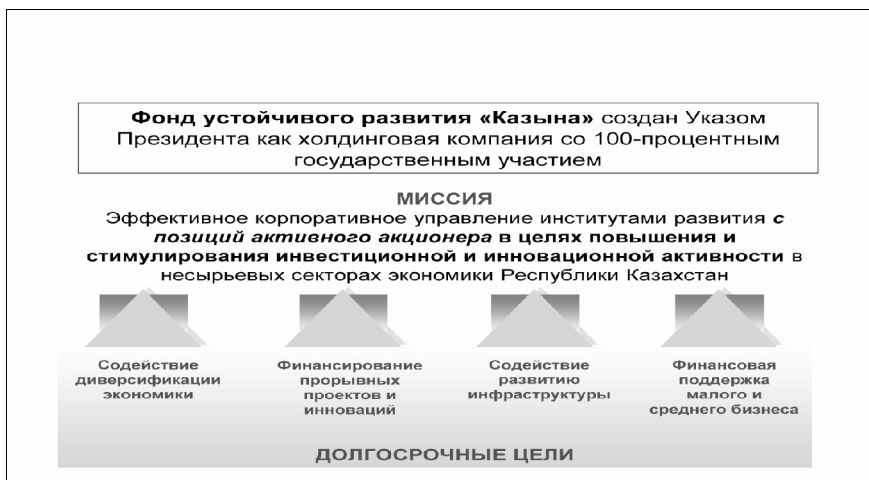 Фонд устойчивого развития «Казына» создан Указом
Президента как холдинговая компания со 100-процентным
государственным участием
МИССИЯ
Эффективное корпоративное управление институтами развития с
позиций активного акционера в целях повышения и
стимулирования инвестиционной и инновационной активности в
несырьевых секторах экономики Республики Казахстан
Содействие
диверсификации
экономики
Финансирование
прорывных
проектов и
инноваций
Содействие
развитию
инфраструктуры
Финансовая
поддержка
малого и
среднего бизнеса
ДОЛГОСРОЧНЫЕ ЦЕЛИ